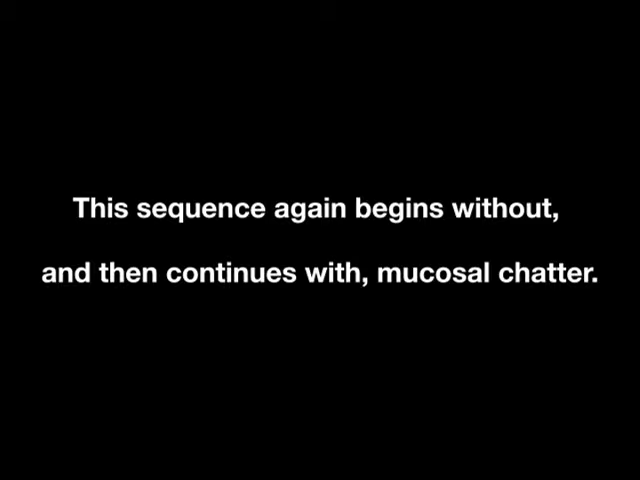 This sequence again begins without,
and then continues with, mucosal chatter.